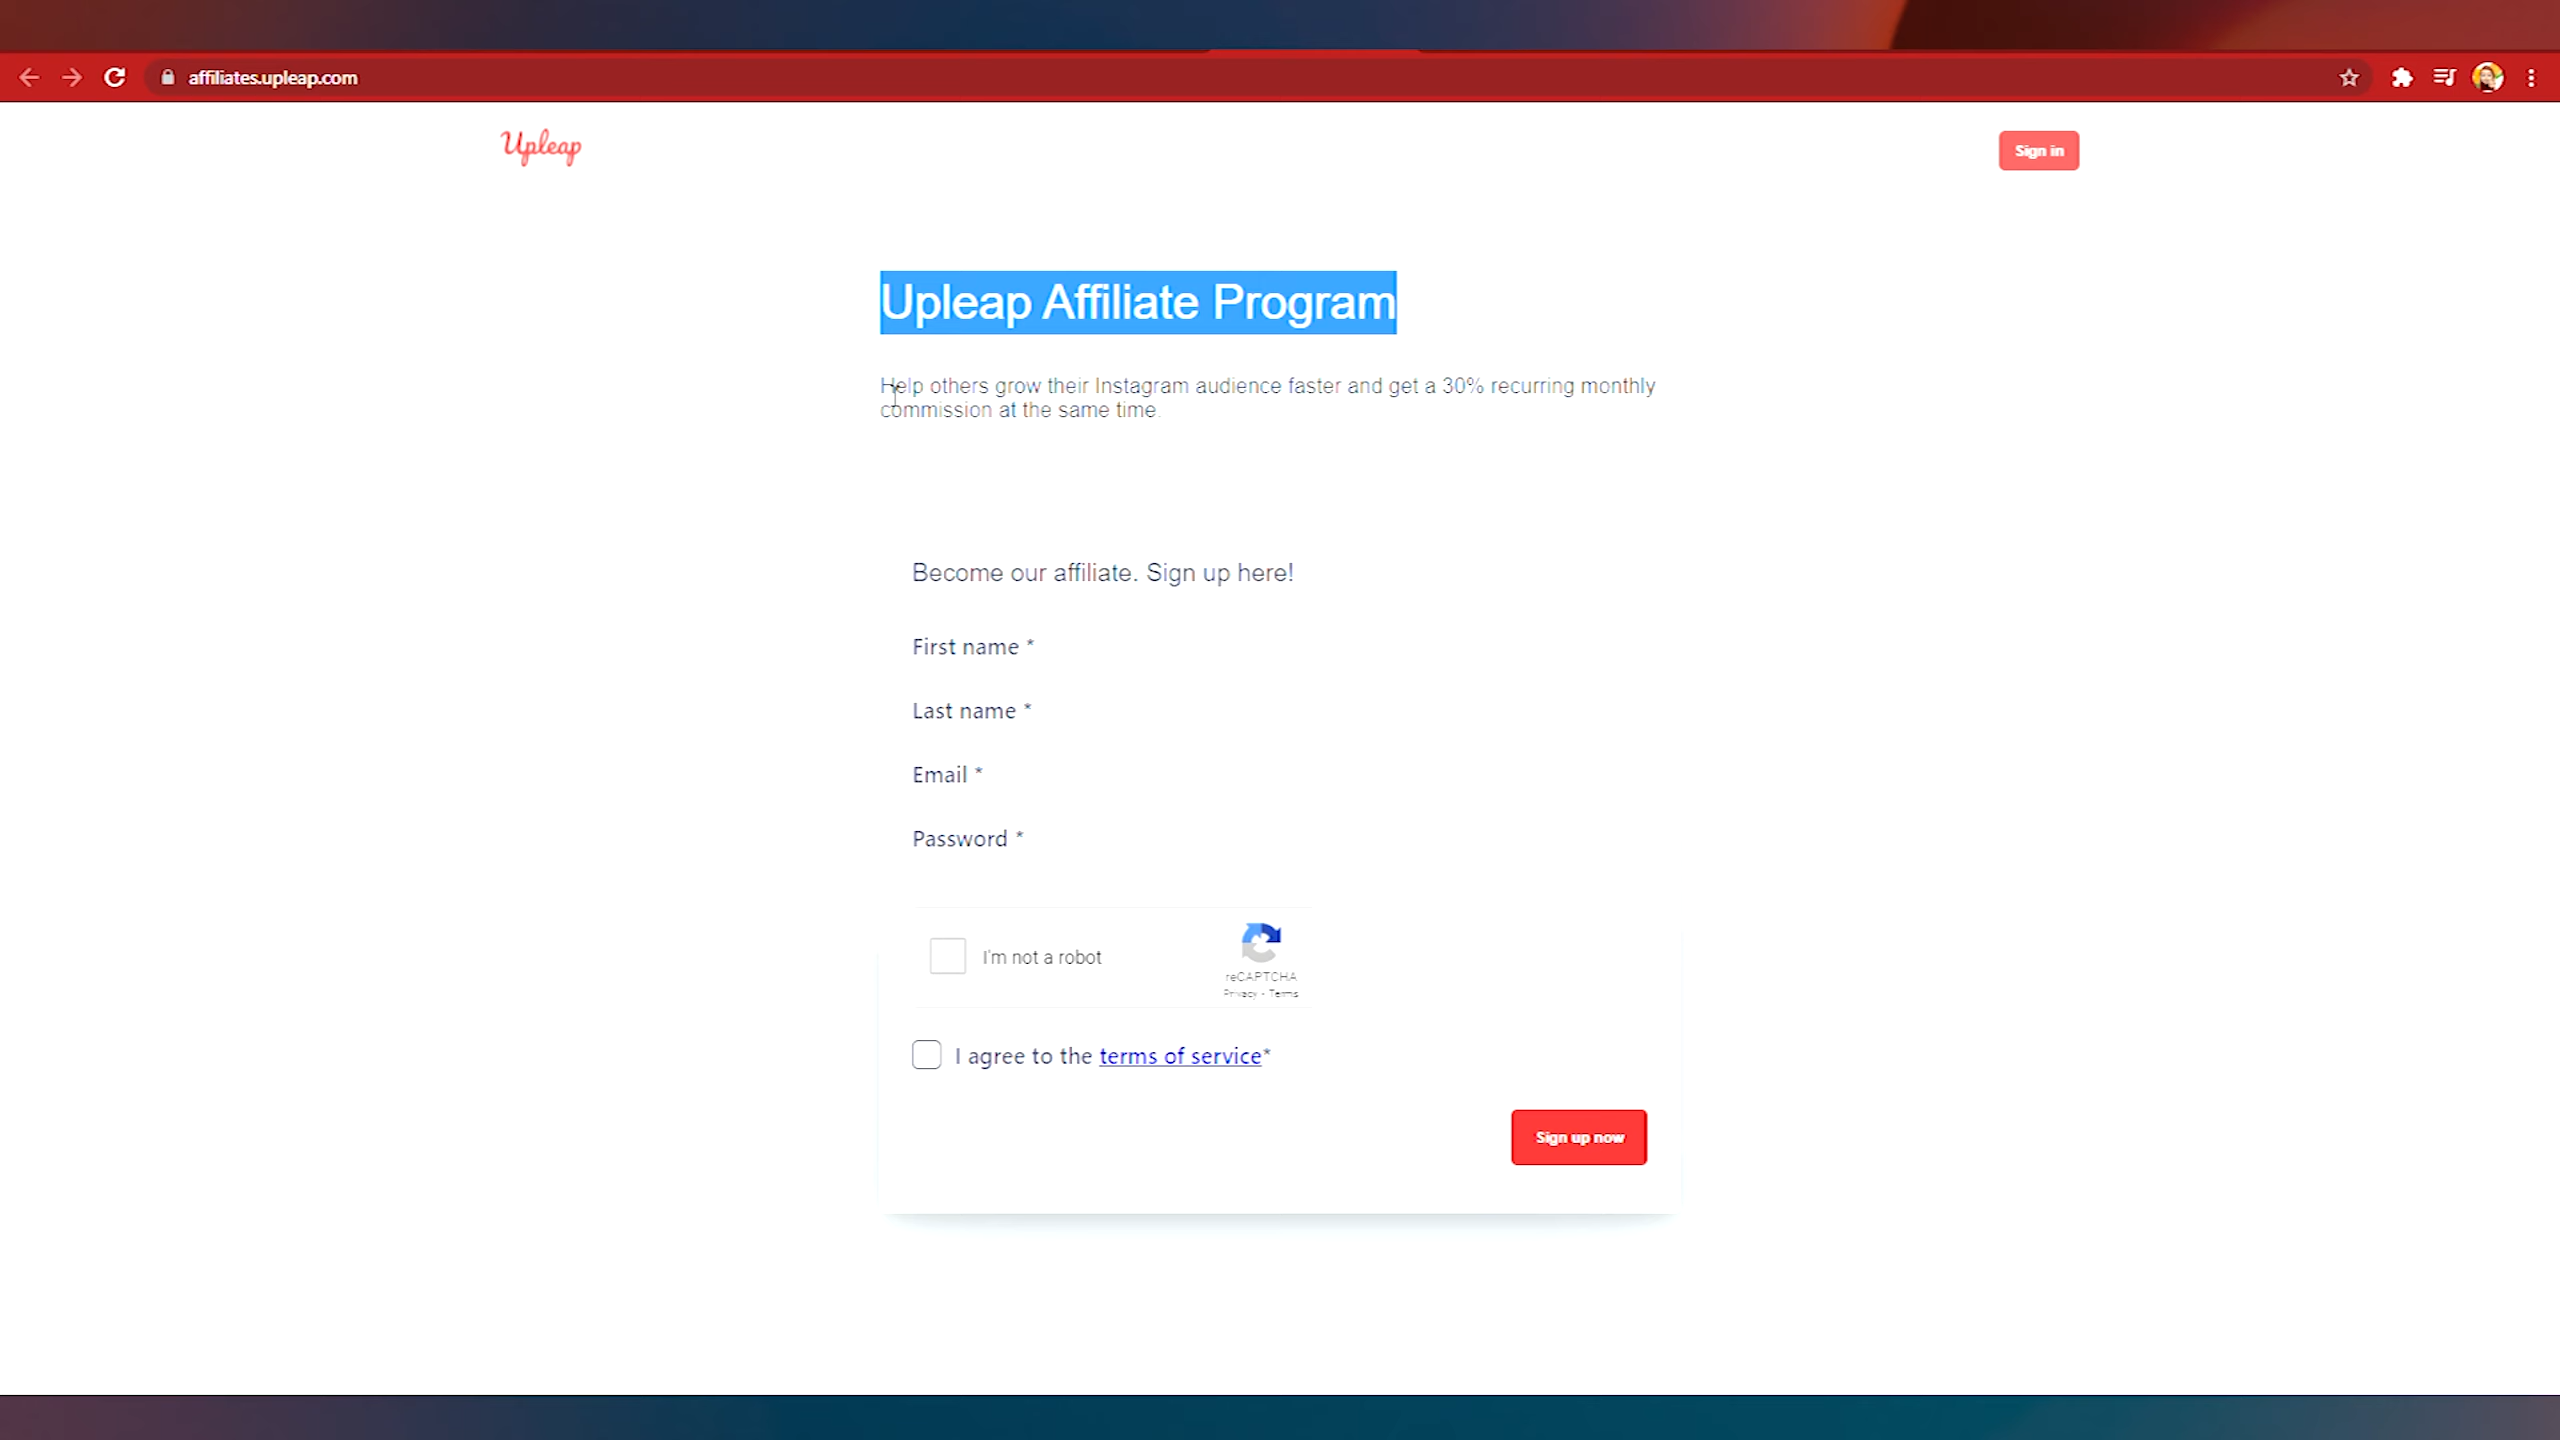 affiliates.upleap.com
Upleap
Sign in
Upleap Affiliate Program
Help others grow their Instagram audience faster and get a 30% recurring monthly
commission at the same time.
Become our affiliate. Sign up here!
First name *
Last name *
Email *
Password *
I'm not a robot
reCAPTCHA
Privacy - Terms
I agree to the terms of service*
Sign up now